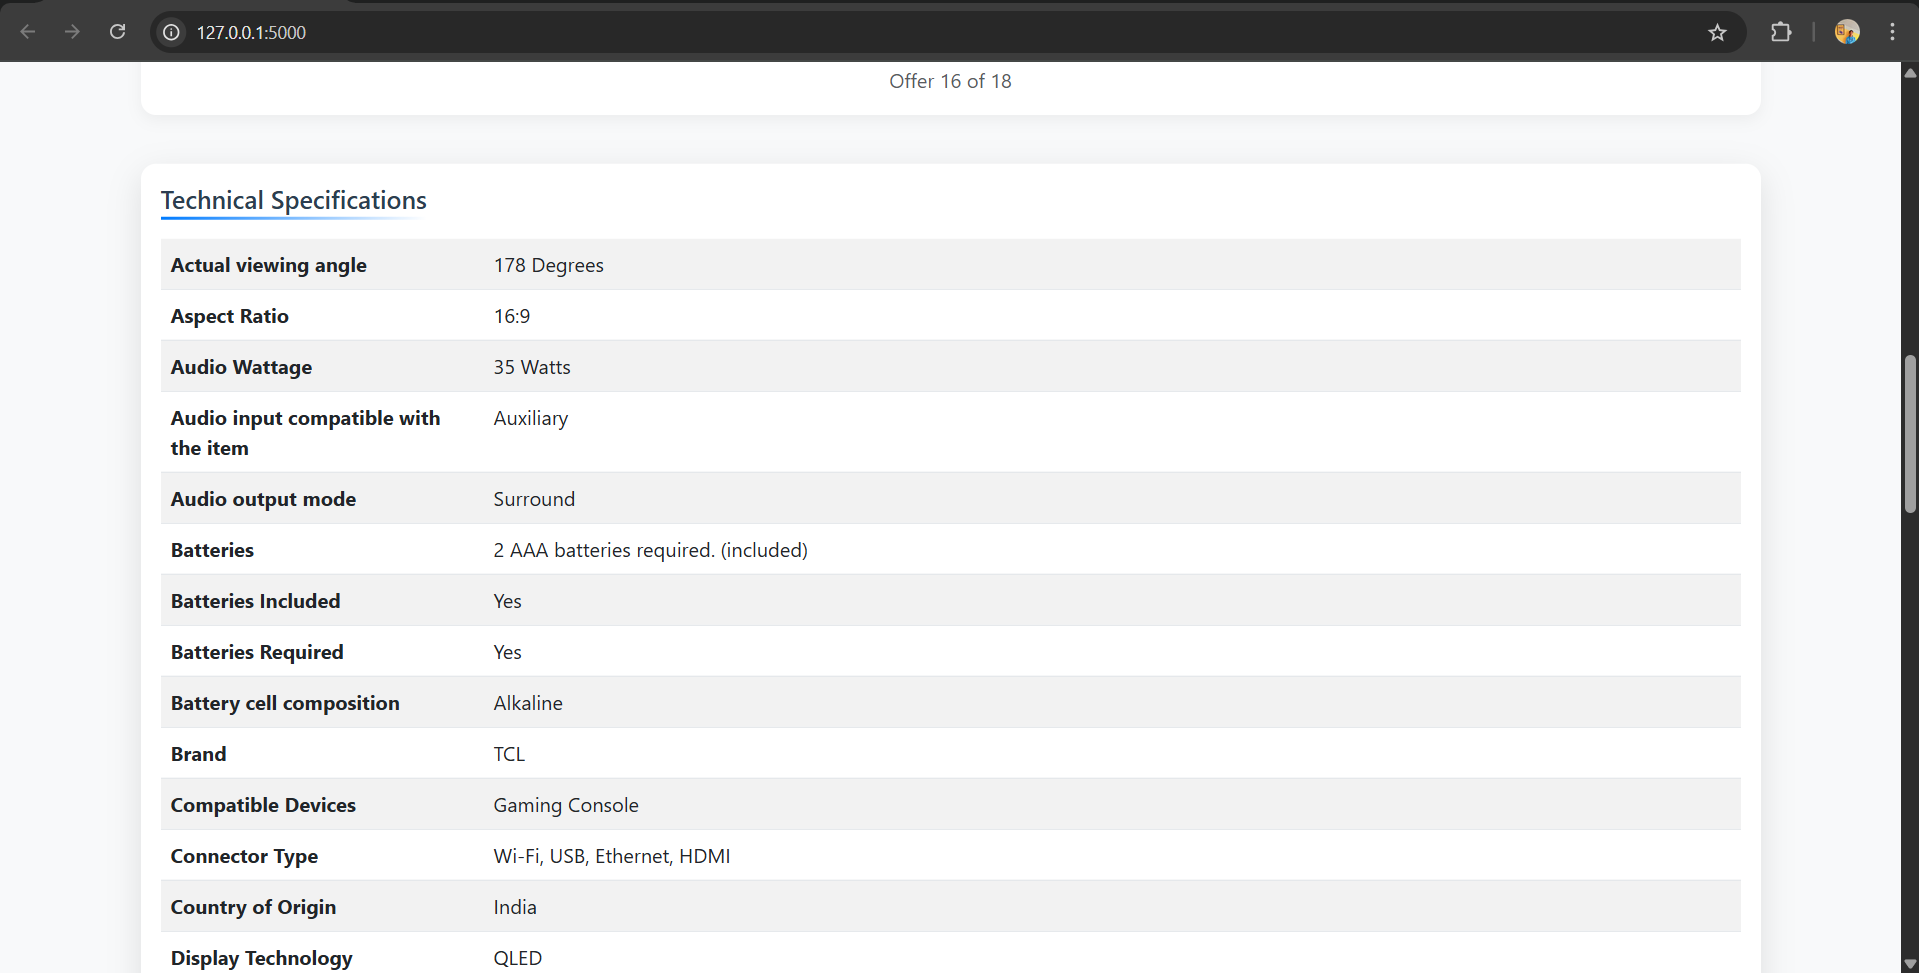 127.0.0.1:5000
Offer 16 of 18
Technical Specifications
Actual viewing angle 178 Degrees
Aspect Ratio 16:9
Audio Wattage 35 Watts
Audio input compatible with the item Auxiliary
Audio output mode Surround
Batteries 2 AAA batteries required. (included)
Batteries Included Yes
Batteries Required Yes
Battery cell composition Alkaline
Brand TCL
Compatible Devices Gaming Console
Connector Type Wi-Fi, USB, Ethernet, HDMI
Country of Origin India
Display Technology QLED